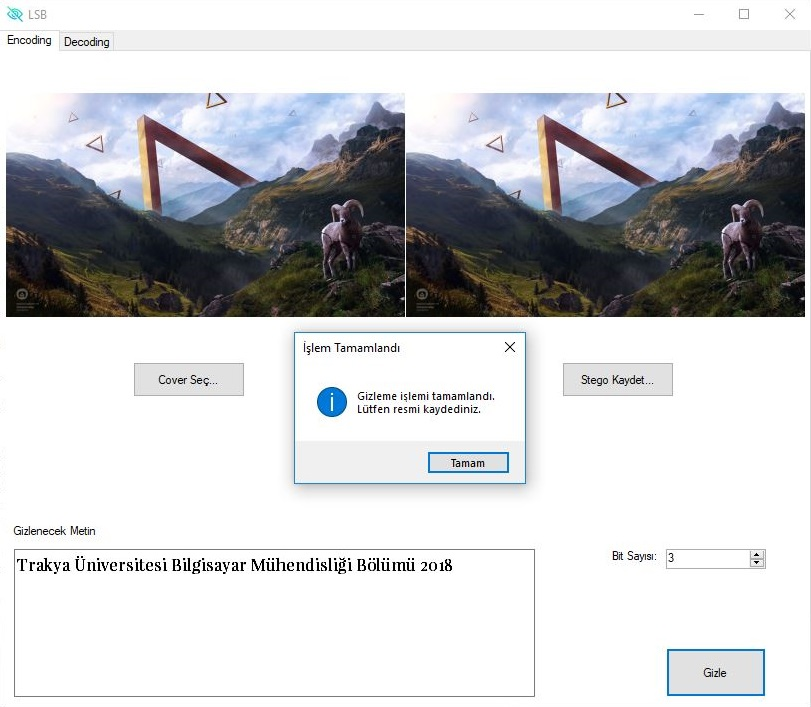 LSB
Encoding
Decoding
İşlem Tamamlandı
Cover Seç...
Stego Kaydet...
Gizleme işlemi tamamlandı.
Lütfen resmi kaydediniz.
Tamam
Gizlenecek Metin
Bit Sayısı:
3
Trakya Üniversitesi Bilgisayar Mühendisliği Bölümü 2018
Gizle